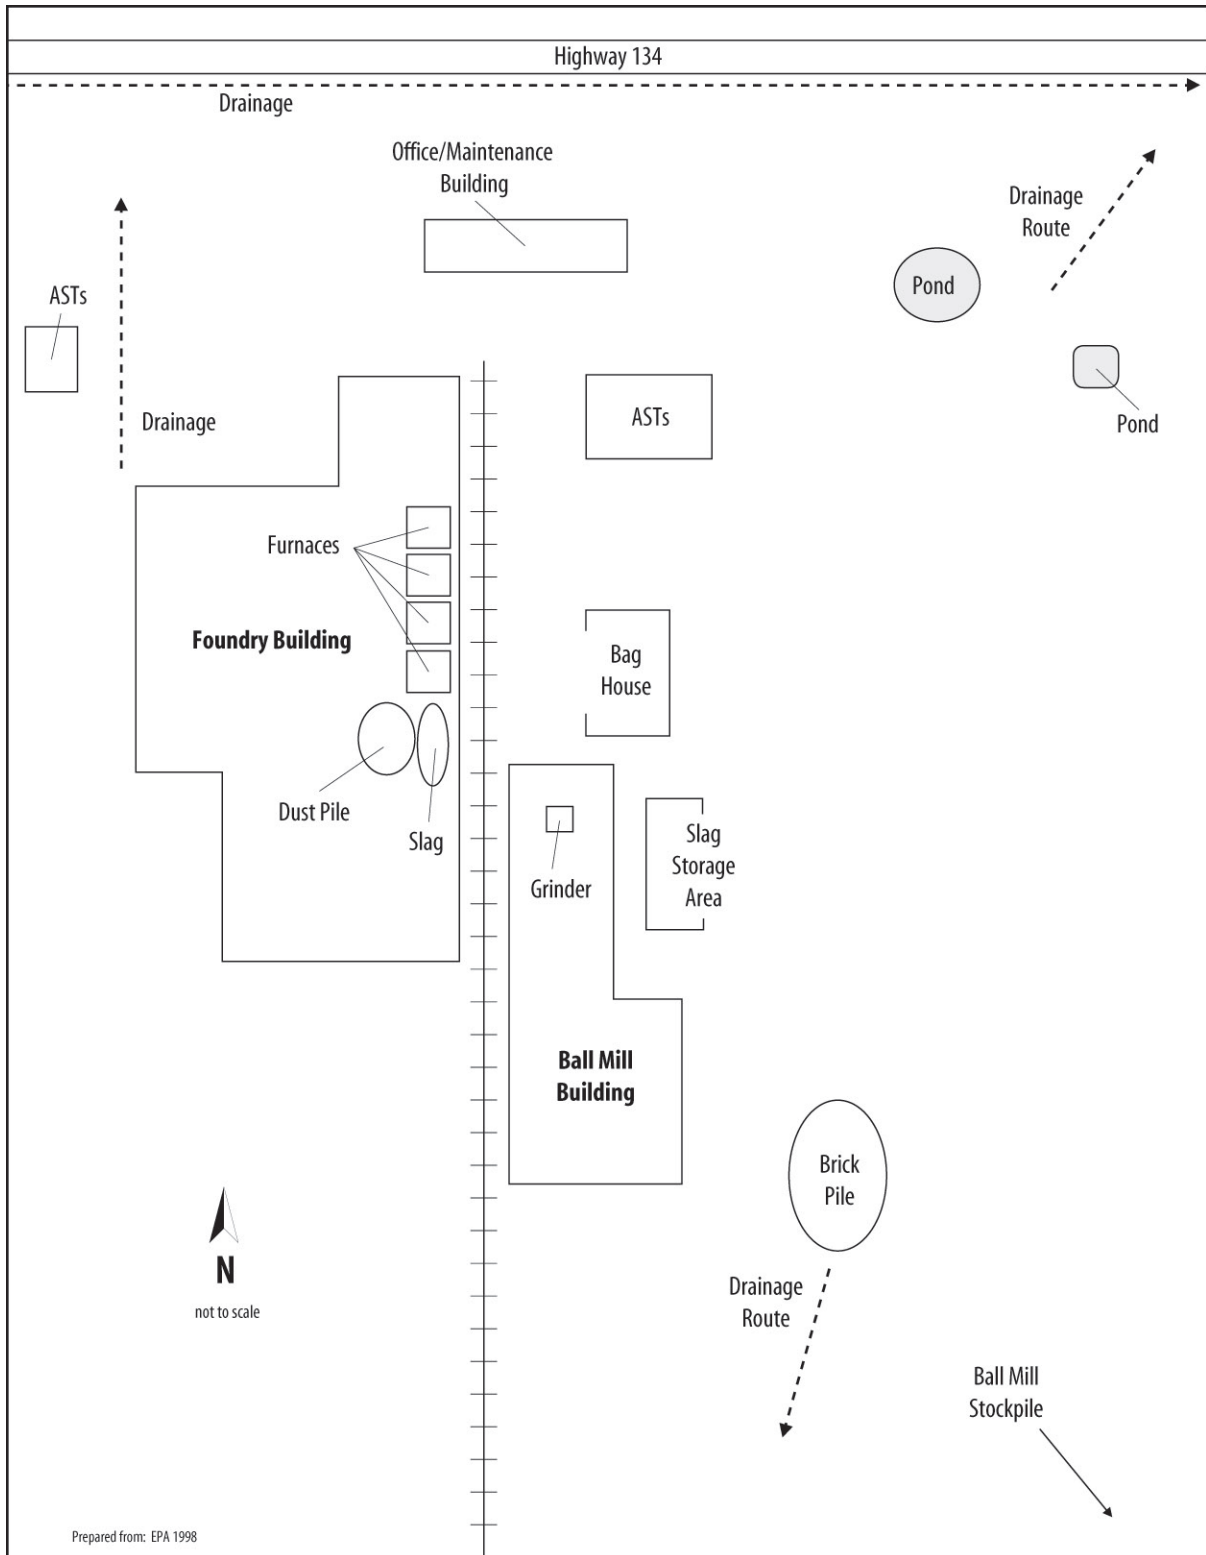 Highway 134
Drainage
Office/Maintenance
Building
Drainage
Route
Pond
ASTs
Pond
ASTs
Drainage
Furnaces
Foundry Building
Bag
House
Dust Pile
Slag
Grinder
Slag
Storage
Area
Ball Mill
Building
Brick
Pile
N
not to scale
Drainage
Route
Ball Mill
Stockpile
Prepared from: EPA 1998